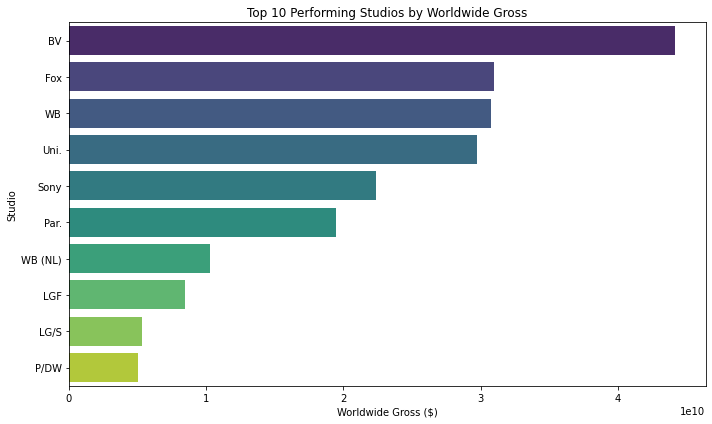 Top 10 Performing Studios by Worldwide Gross
Studio
BV
Fox
WB
Uni.
Sony
Par.
WB (NL)
LGF
LG/S
P/DW
0 1 2 3 4
1e10
Worldwide Gross ($)